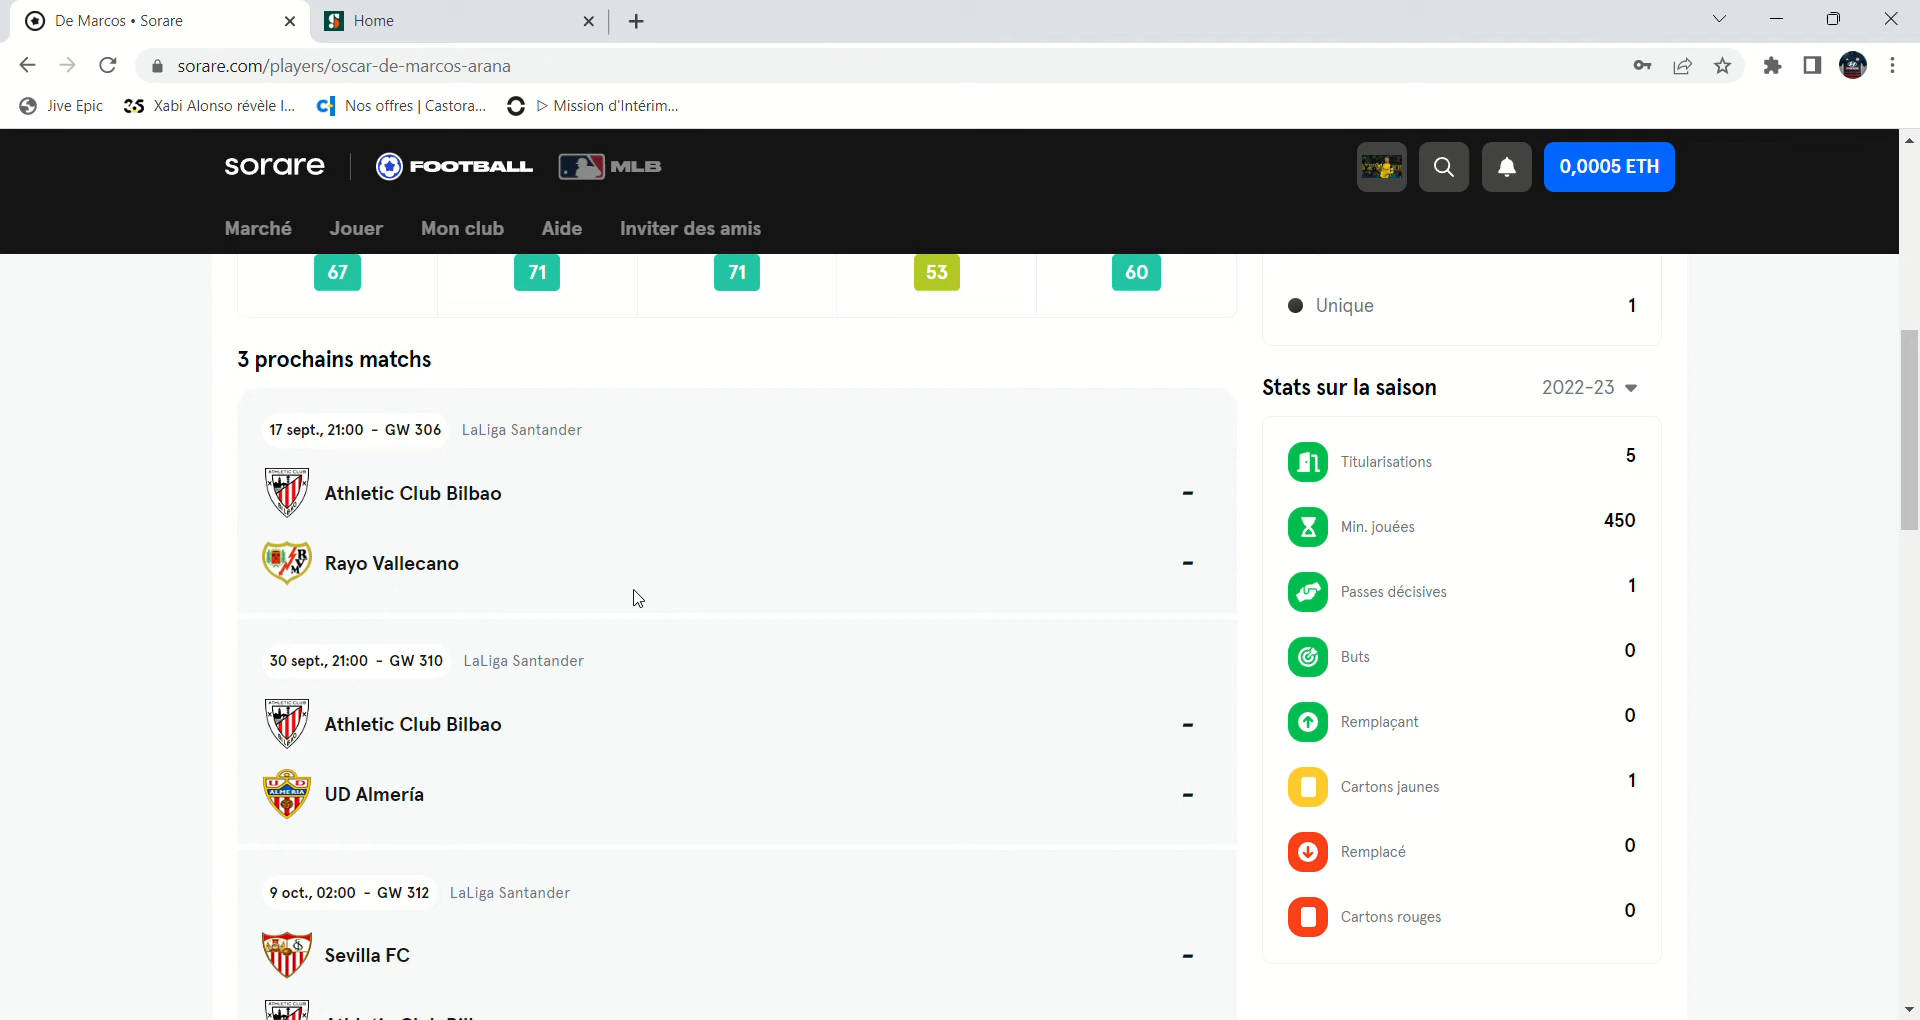 De Marcos • Sorare
Home
sorare.com/players/oscar-de-marcos-arana
Jive Epic
Xabi Alonso révèle l...
Nos offres | Castora...
▷ Mission d'Intérim...
sorare
FOOTBALL
MLB
0,0005 ETH
Marché
Jouer
Mon club
Aide
Inviter des amis
67
71
71
53
60
Unique
1
3 prochains matchs
17 sept., 21:00 - GW 306
LaLiga Santander
Athletic Club Bilbao
-
Rayo Vallecano
-
30 sept., 21:00 - GW 310
LaLiga Santander
Athletic Club Bilbao
-
UD Almería
-
9 oct., 02:00 - GW 312
LaLiga Santander
Sevilla FC
-
Stats sur la saison
2022-23
Titularisations
5
Min. jouées
450
Passes décisives
1
Buts
0
Remplaçant
0
Cartons jaunes
1
Remplacé
0
Cartons rouges
0